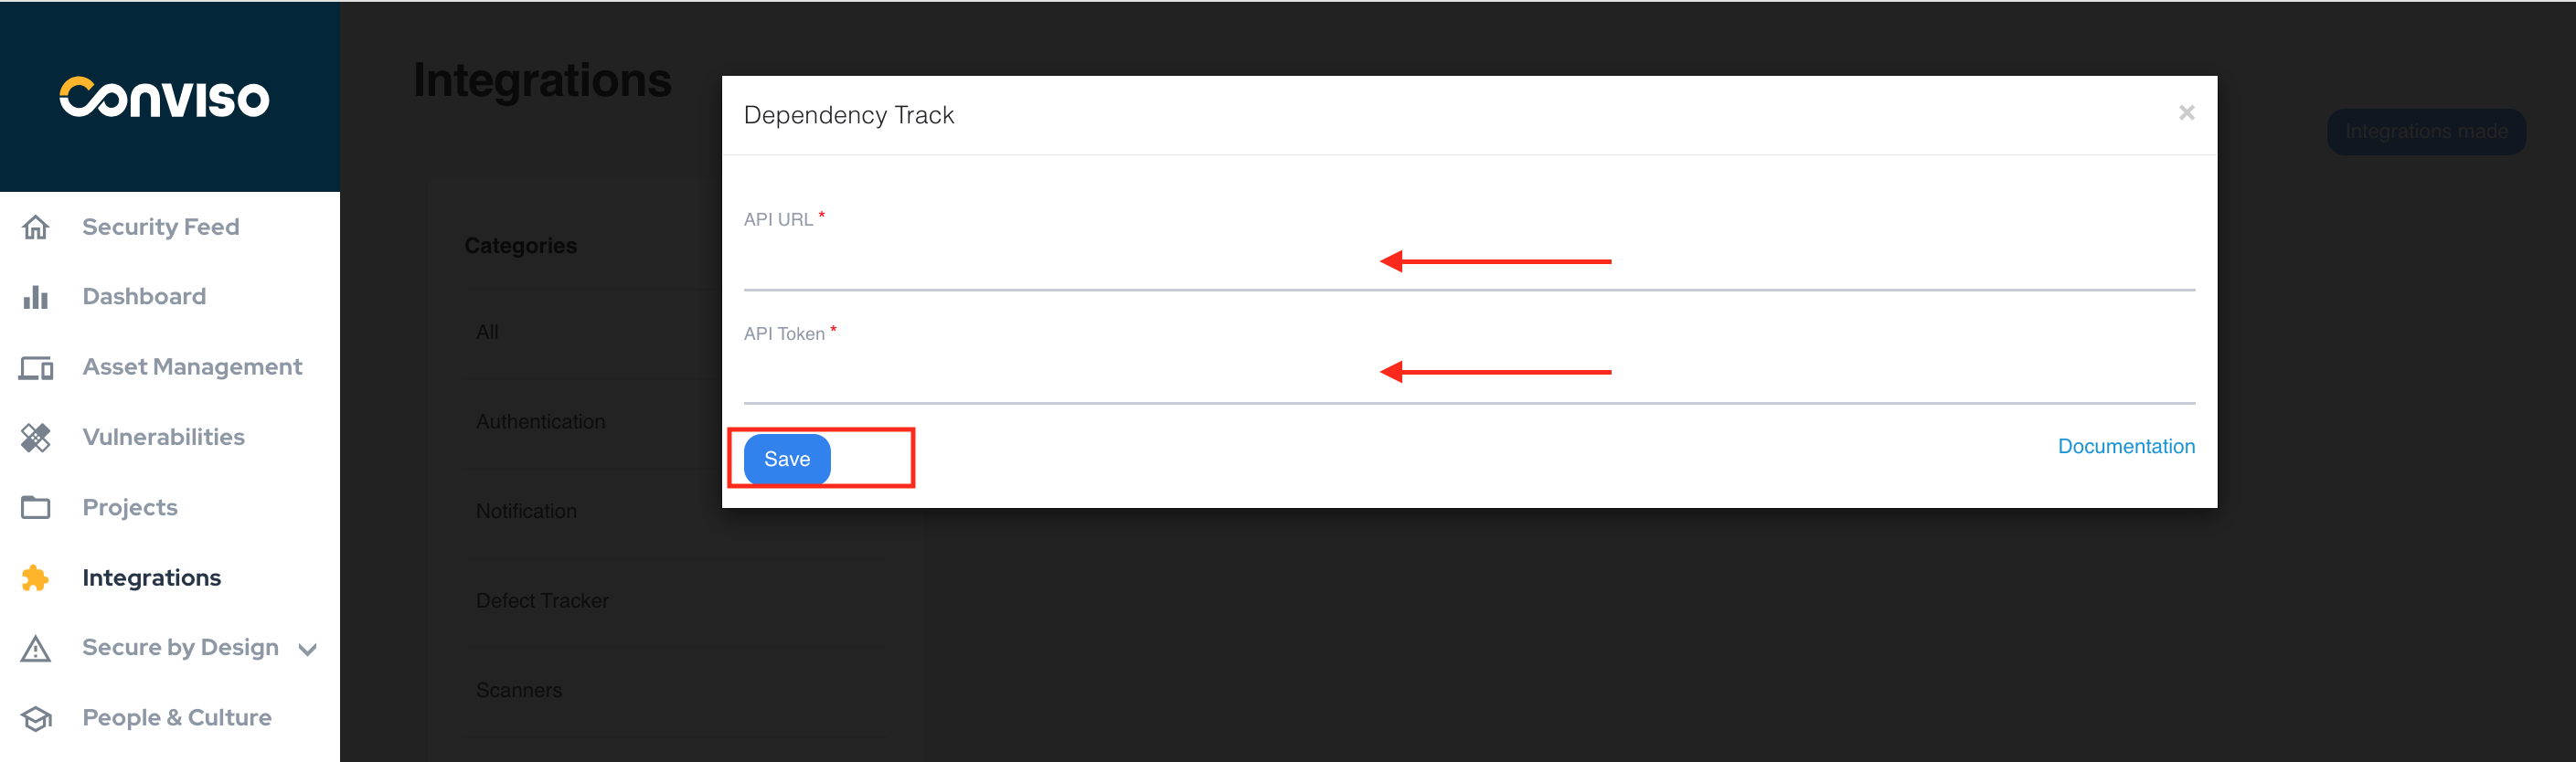 Conviso
Security Feed
Dashboard
Asset Management
Vulnerabilities
Projects
Integrations
Secure by Design
People & Culture
Integrations
Integrations made
Categories
All
Authentication
Notification
Defect Tracker
Scanners
Dependency Track
×
API URL *
API Token *
Save
Documentation